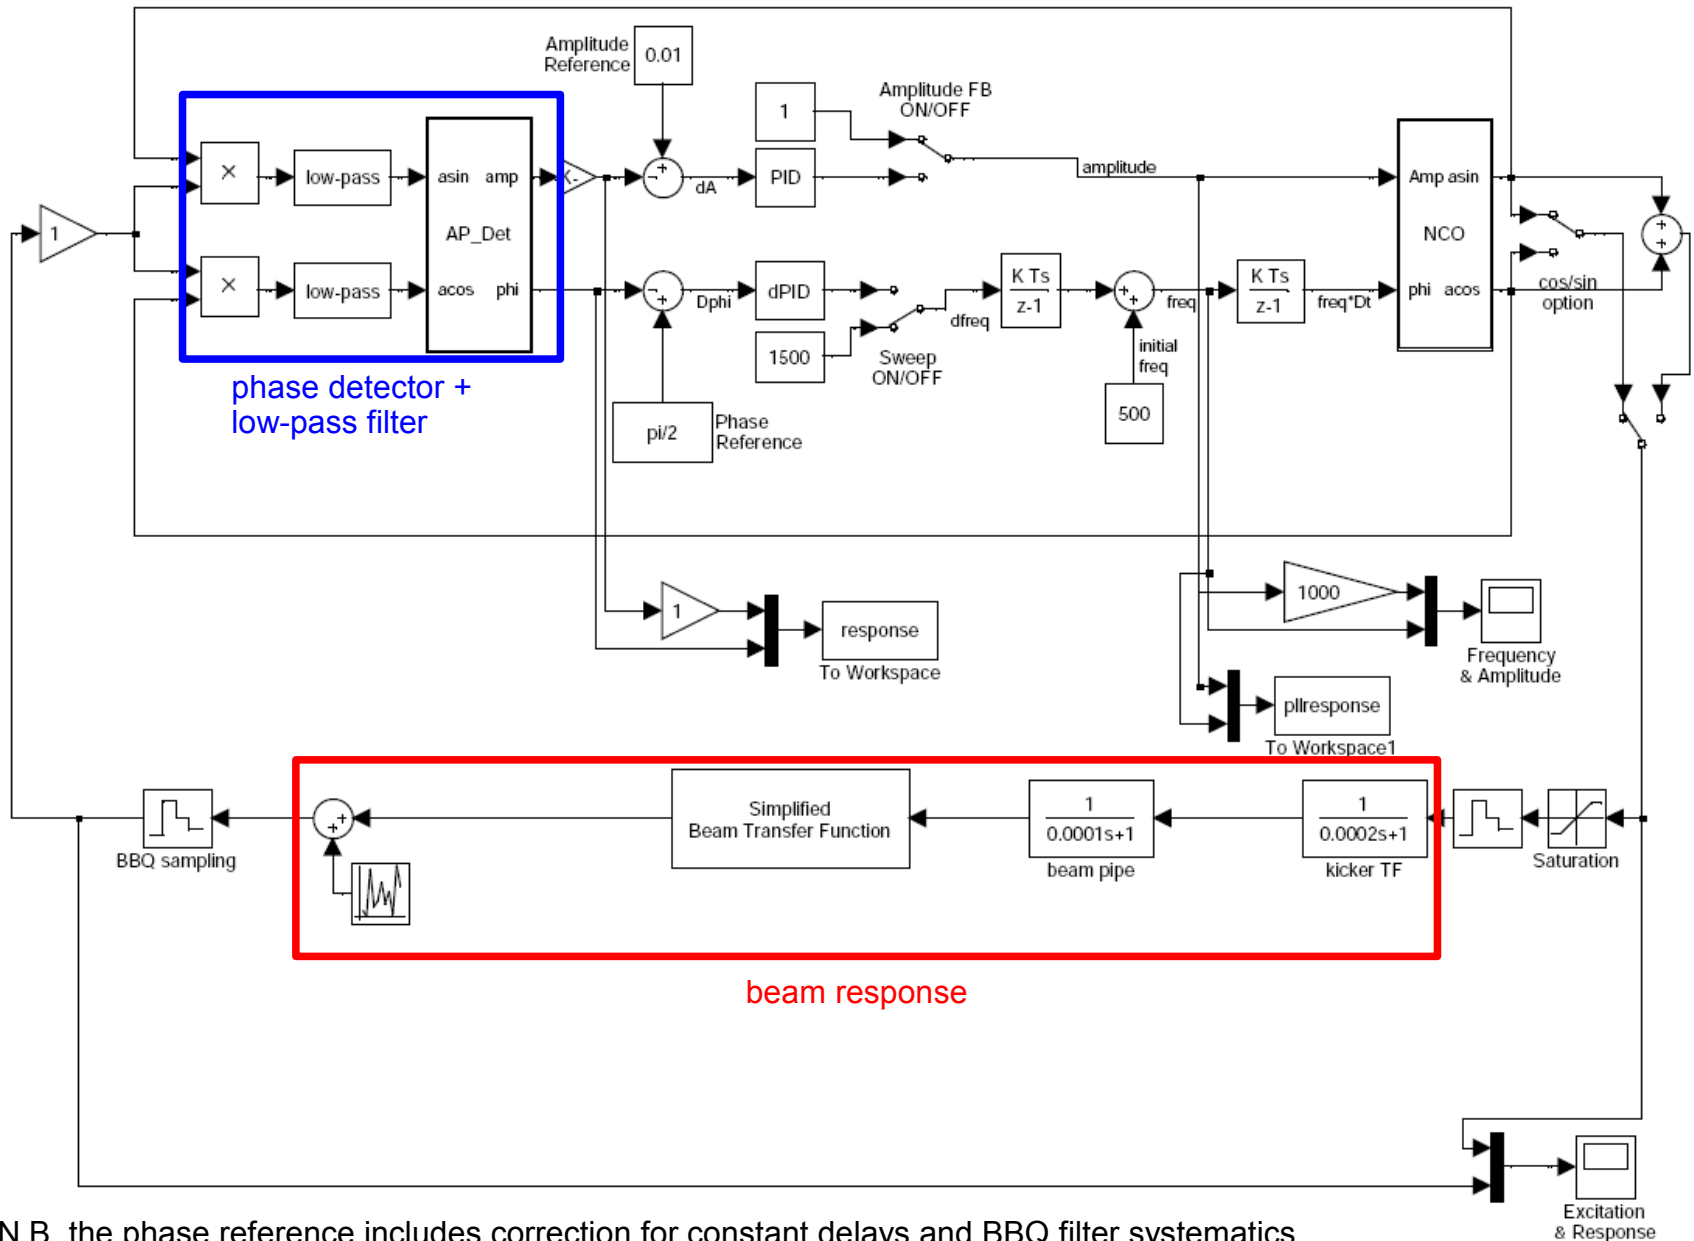 Amplitude
Reference
0.01
1
Amplitude FB
ON/OFF
×
low-pass
asin amp
K-
dA
PID
amplitude
Amp asin
1
AP_Det
NCO
×
low-pass
acos phi
Dphi
dPID
K Ts
z-1
freq
K Ts
z-1
freq*Dt
phi acos
cos/sin
option
dfreq
1500
Sweep
ON/OFF
initial
freq
500
phase detector +
low-pass filter
pi/2
Phase
Reference
1
response
To Workspace
1000
Frequency
& Amplitude
pllresponse
To Workspace1
BBQ sampling
Simplified
Beam Transfer Function
1
0.0001s+1
beam pipe
1
0.0002s+1
kicker TF
Saturation
beam response
Excitation
& Response
N.B. the phase reference includes correction for constant delays and BBQ filter systematics